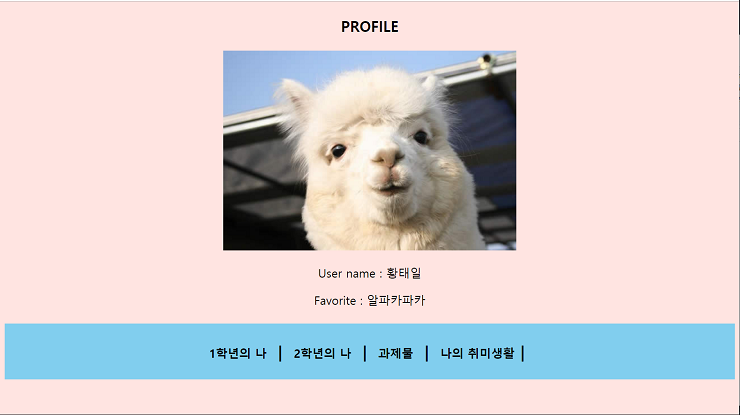 PROFILE
User name : 황태일
Favorite : 알파카파카
1학년의 나 | 2학년의 나 | 과제물 | 나의 취미생활 |